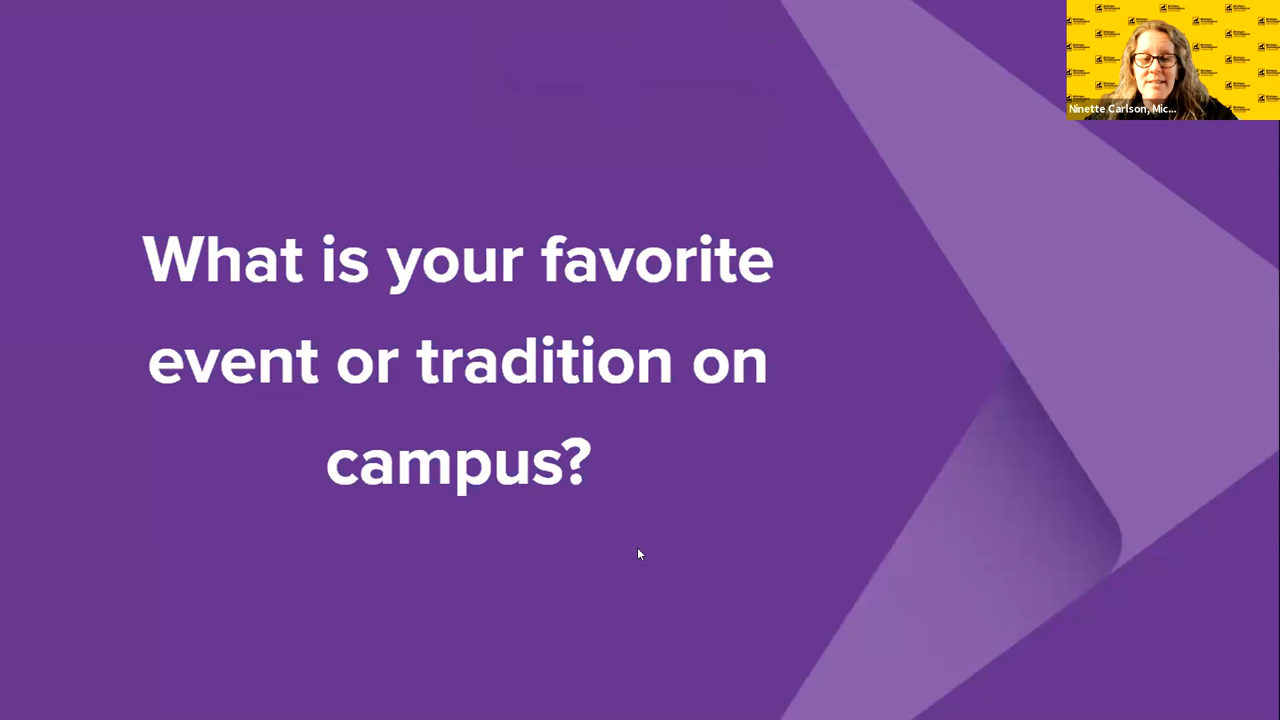 Ninette Carlson, Mic...
What is your favorite
event or tradition on
campus?